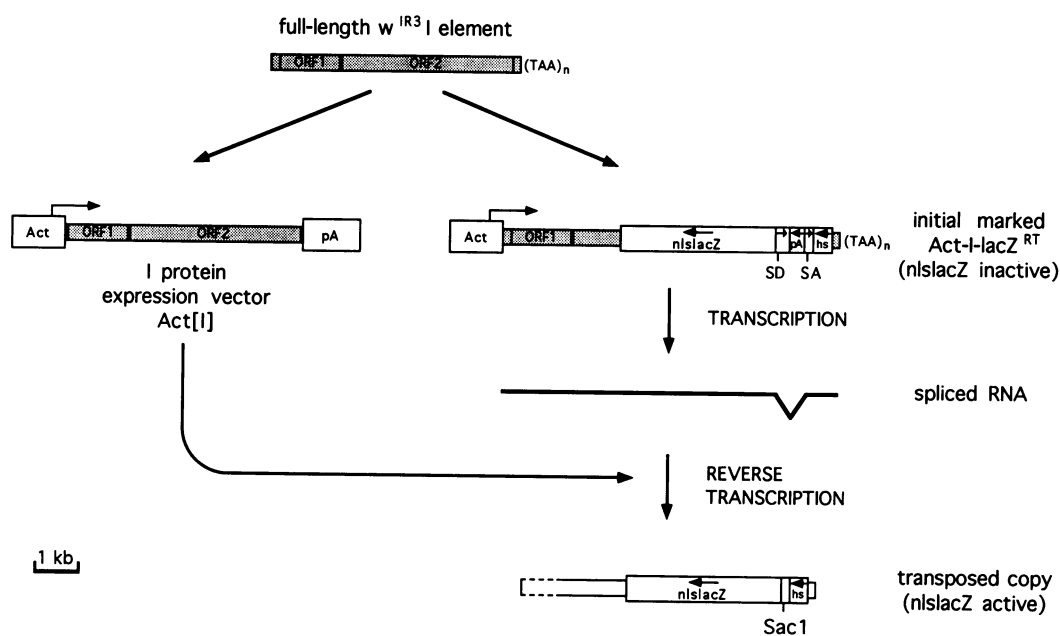 full-length w IR3 I element
ORF1 ORF2 (TAA)n
Act ORF1 ORF2 pA
Act ORF1 nlslacZ pA hs (TAA)n
SD SA
initial marked
Act-I-lacZ RT
(nlslacZ inactive)
I protein
expression vector
Act[I]
TRANSCRIPTION
spliced RNA
REVERSE
TRANSCRIPTION
1 kb
nlslacZ hs
Sac1
transposed copy
(nlslacZ active)